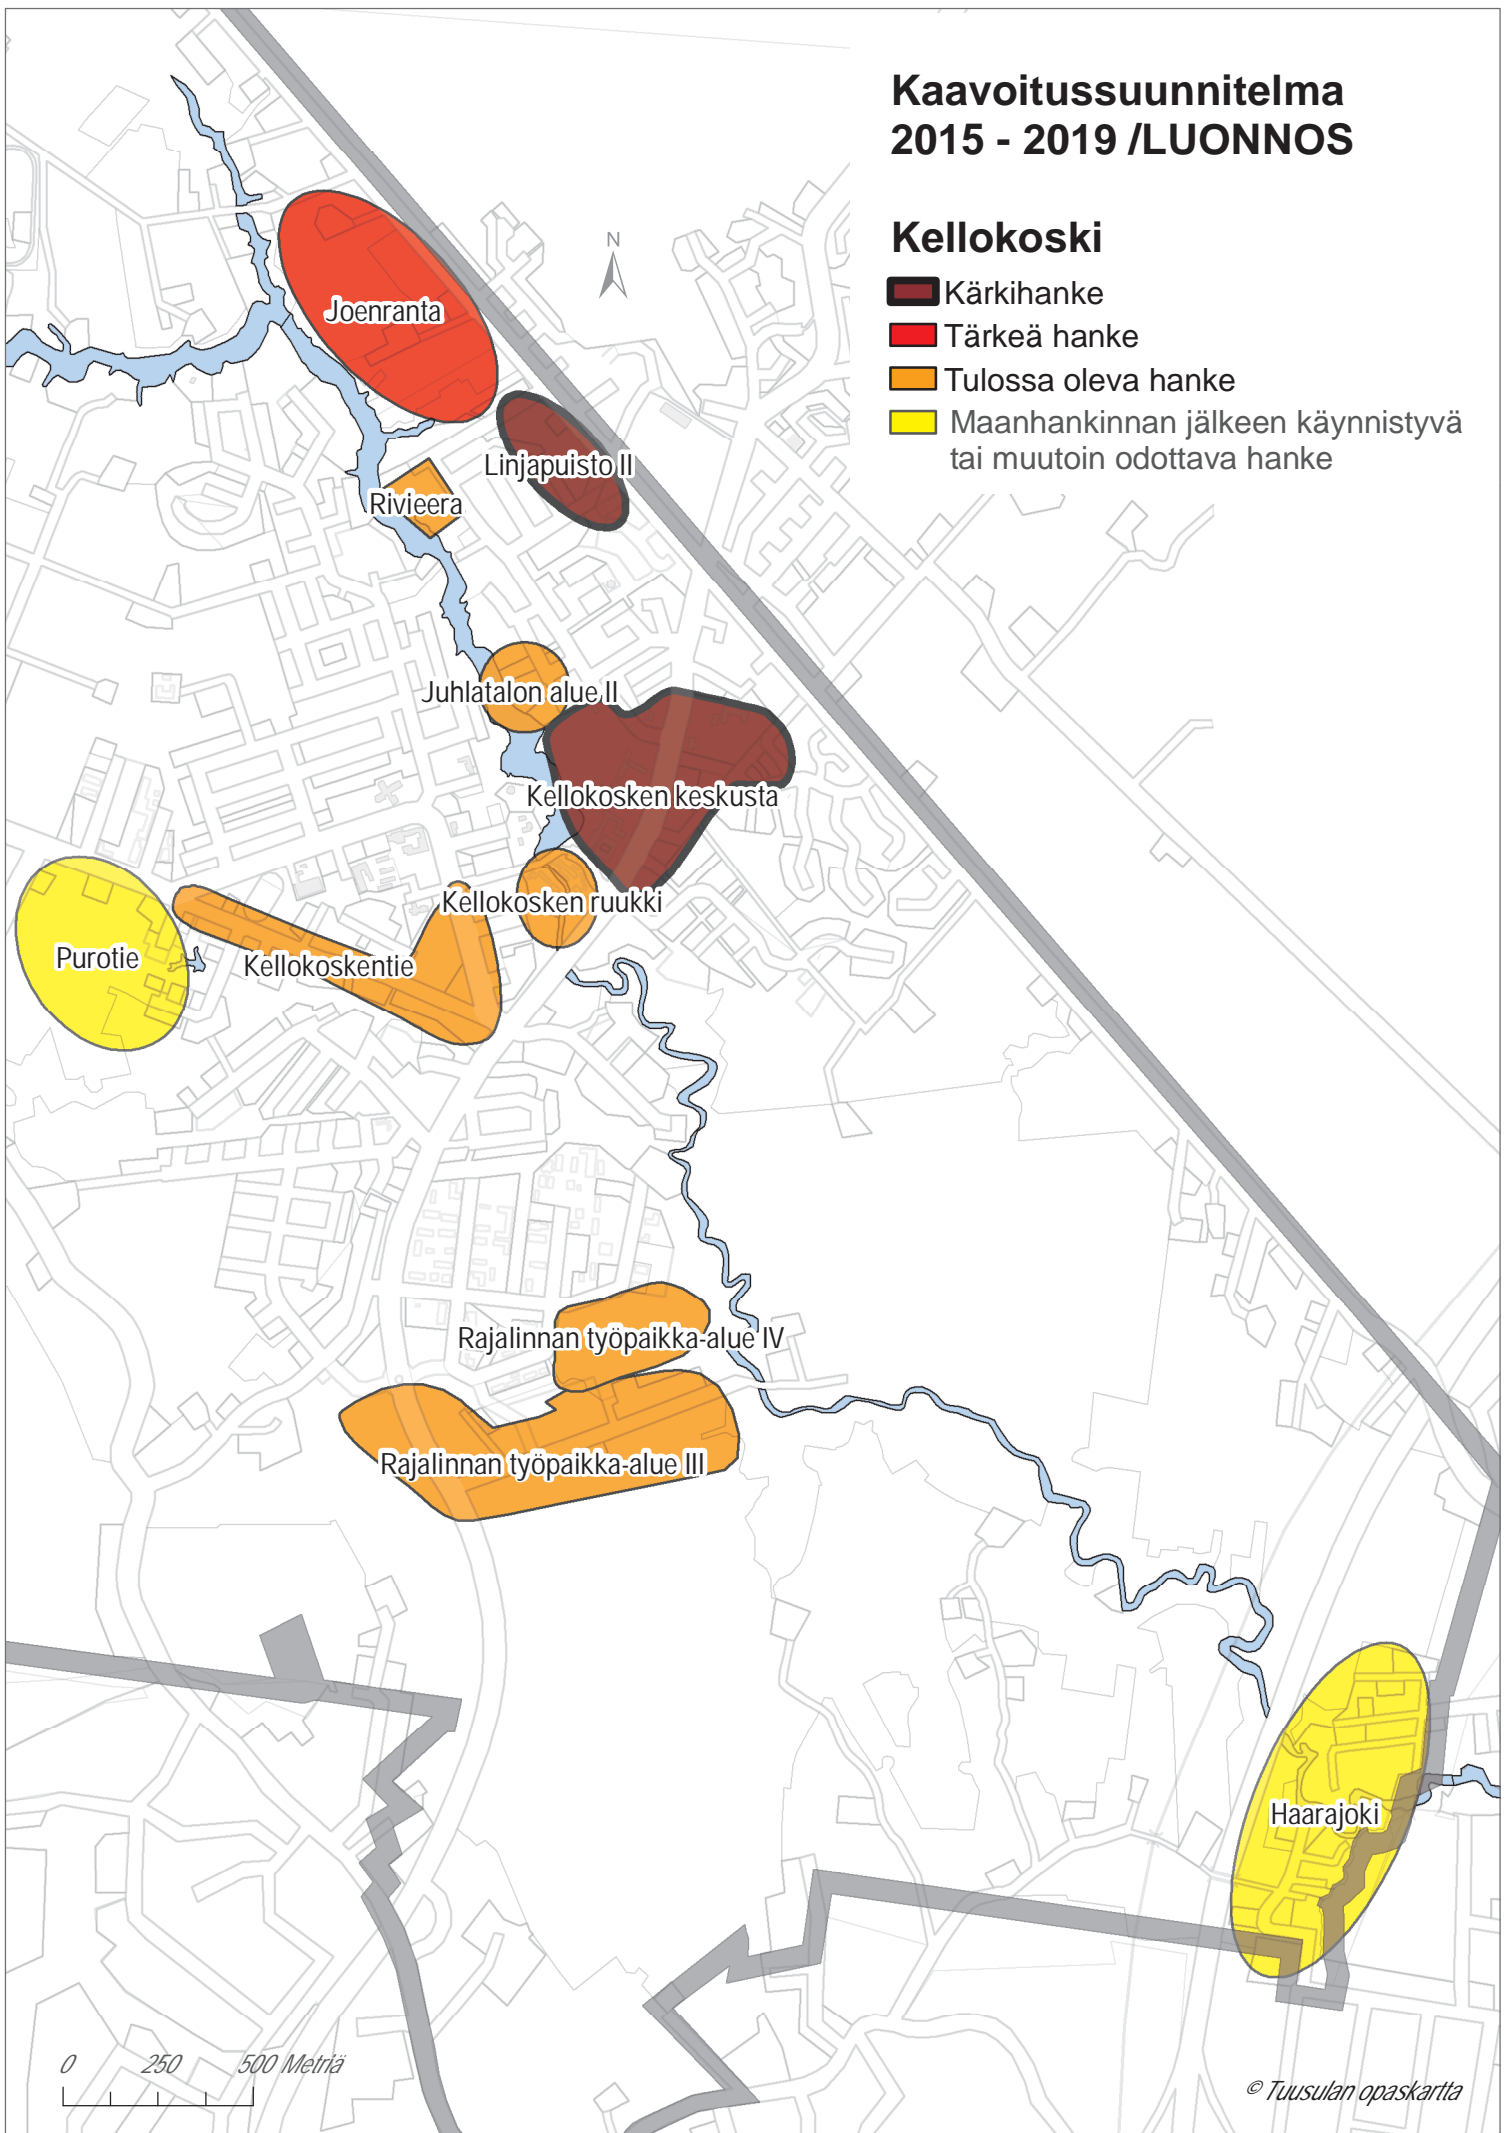 Kaavoitussuunnitelma
2015 - 2019 /LUONNOS
Kellokoski
Kärkihanke
Tärkeä hanke
Tulossa oleva hanke
Maanhankinnan jälkeen käynnistyvä
tai muutoin odottava hanke
N
Joenranta
Linjapuisto II
Rivieera
Juhlatalon alue II
Kellokosken keskusta
Kellokosken ruukki
Purotie
Kellokoskentie
Rajalinnan työpaikka-alue IV
Rajalinnan työpaikka-alue III
Haarajoki
0 250 500 Metriä
© Tuusulan opaskartta